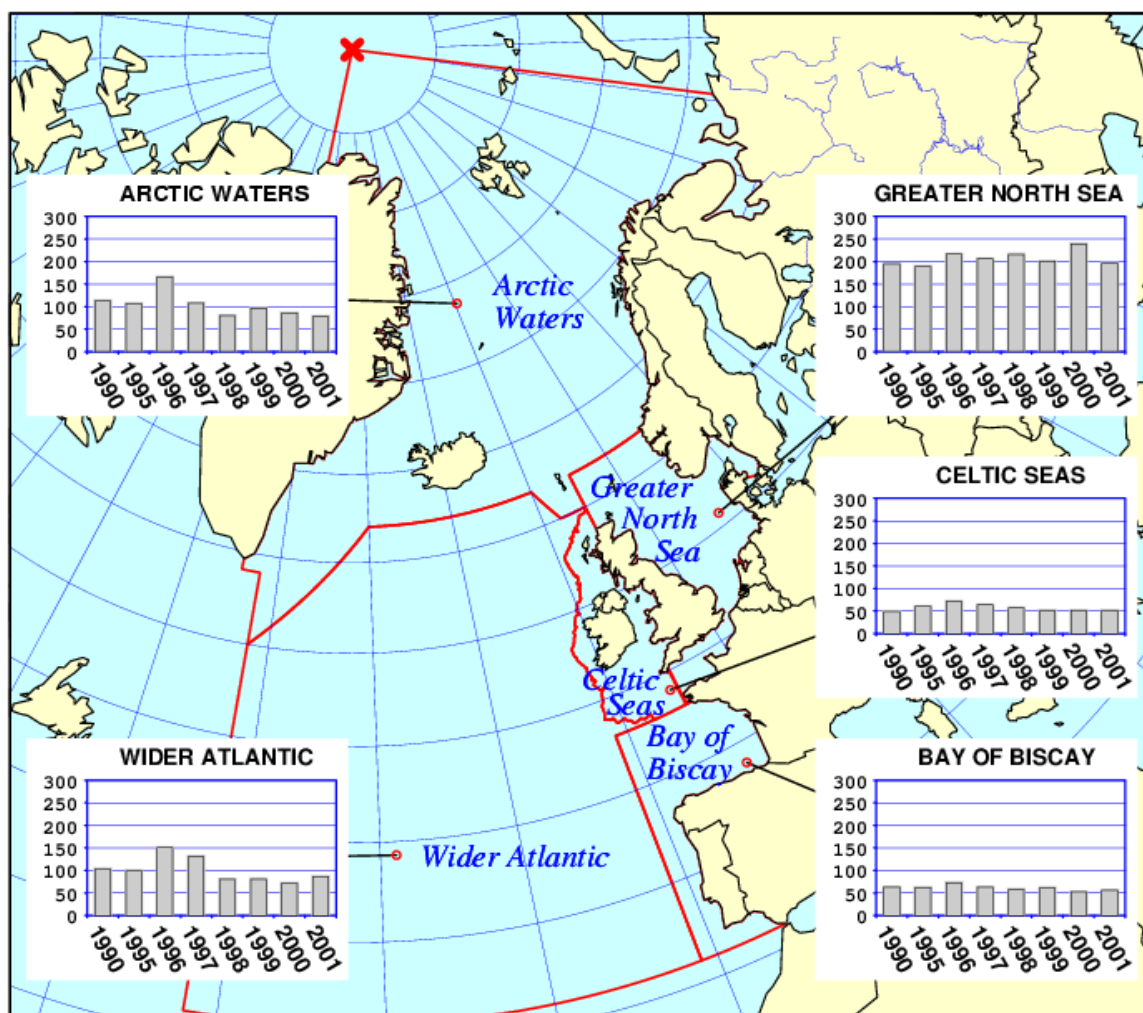 ARCTIC WATERS
300
250
200
150
100
50
0
1990 1995 1996 1997 1998 1999 2000 2001
GREATER NORTH SEA
300
250
200
150
100
50
0
1990 1995 1996 1997 1998 1999 2000 2001
Arctic
Waters
CELTIC SEAS
300
250
200
150
100
50
0
1990 1995 1996 1997 1998 1999 2000 2001
Greater
North
Sea
Celtic
Seas
Bay of
Biscay
WIDER ATLANTIC
300
250
200
150
100
50
0
1990 1995 1996 1997 1998 1999 2000 2001
Wider Atlantic
BAY OF BISCAY
300
250
200
150
100
50
0
1990 1995 1996 1997 1998 1999 2000 2001